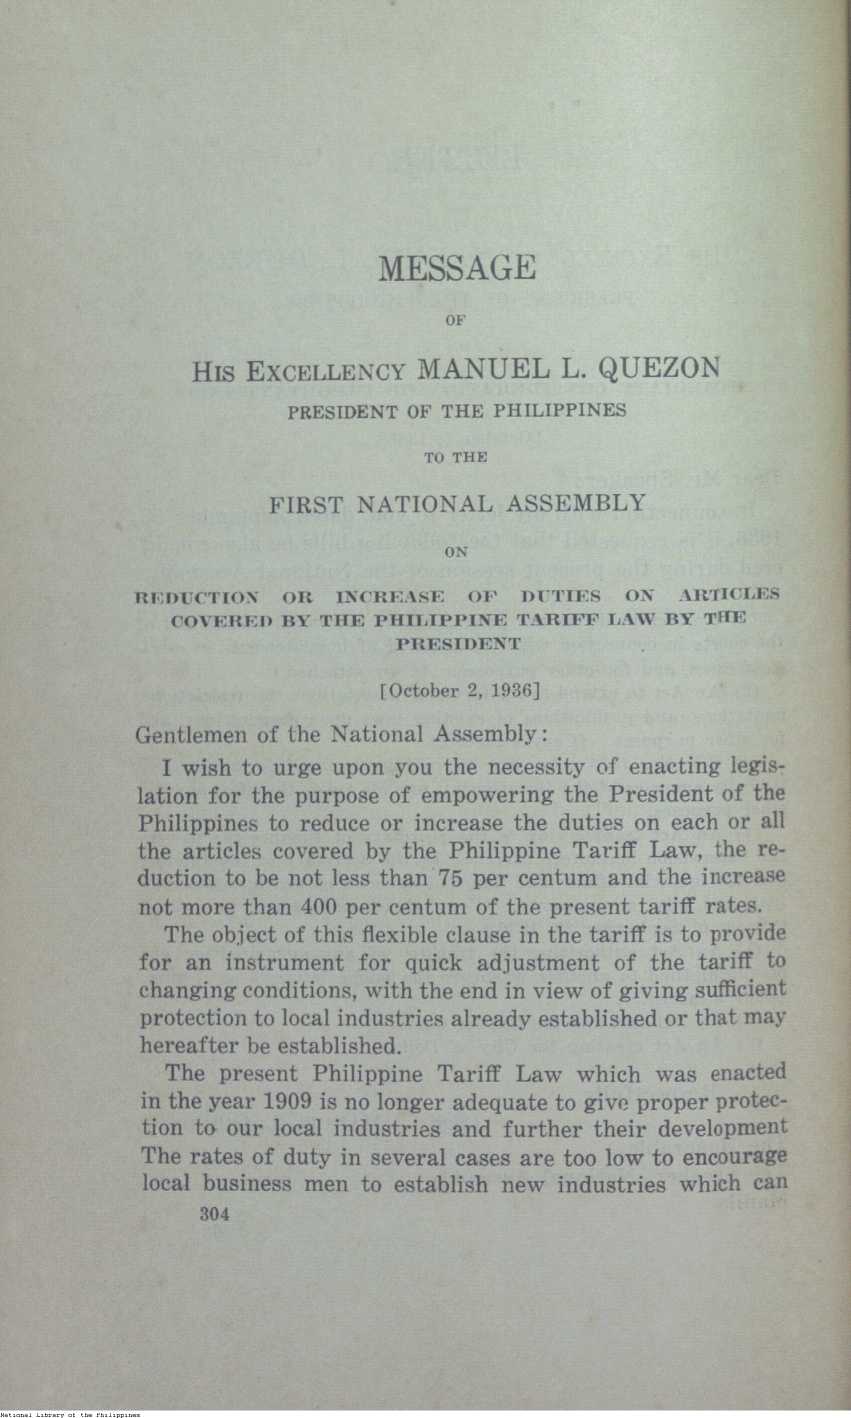 MESSAGE
OF
HIS EXCELLENCY MANUEL L. QUEZON
PRESIDENT OF THE PHILIPPINES
TO THE
FIRST NATIONAL ASSEMBLY
ON
REDUCTION OR INCREASE OF DUTIES ON ARTICLES
COVERED BY THE PHILIPPINE TARIFF LAW BY THE
PRESIDENT
[October 2, 1936]
Gentlemen of the National Assembly:
I wish to urge upon you the necessity of enacting legis-
lation for the purpose of empowering the President of the
Philippines to reduce or increase the duties on each or all
the articles covered by the Philippine Tariff Law, the re-
duction to be not less than 75 per centum and the increase
not more than 400 per centum of the present tariff rates.
The object of this flexible clause in the tariff is to provide
for an instrument for quick adjustment of the tariff to
changing conditions, with the end in view of giving sufficient
protection to local industries already established or that may
hereafter be established.
The present Philippine Tariff Law which was enacted
in the year 1909 is no longer adequate to give proper protec-
tion to our local industries and further their development
The rates of duty in several cases are too low to encourage
local business men to establish new industries which can
304
National Library of the Philippines